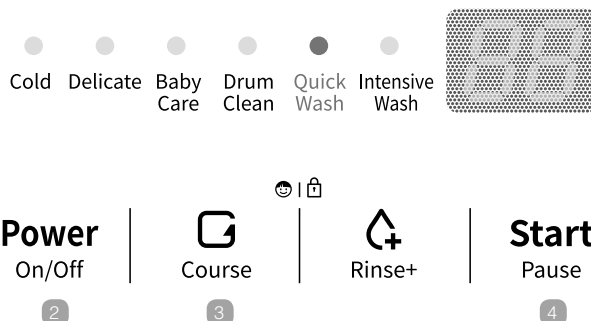 Cold Delicate Baby Drum Quick Intensive
Care Clean Wash Wash
Power Start
On/Off Course Rinse+ Pause
2 3 4